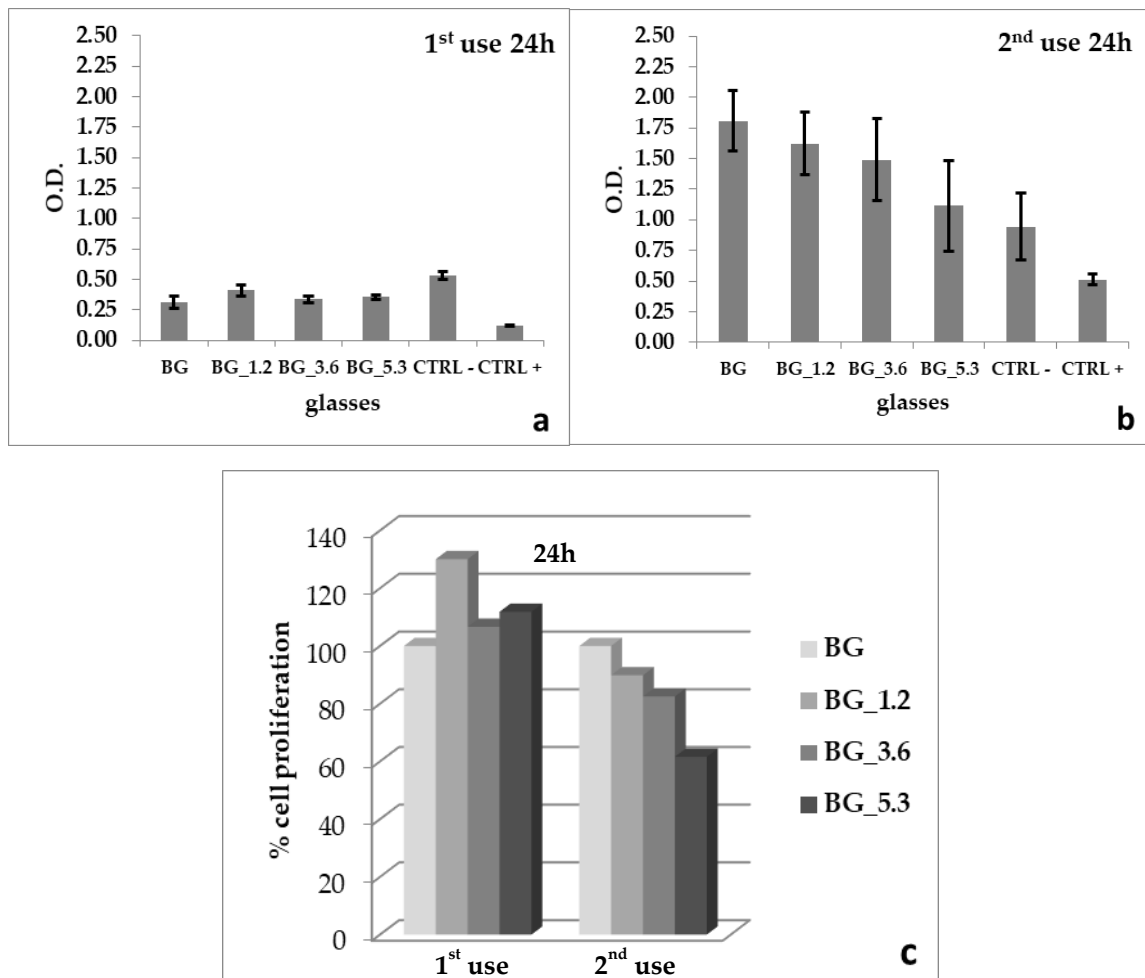 1st use 24h
2.50
2.25
2.00
1.75
1.50
1.25
1.00
0.75
0.50
0.25
0.00
O.D.
BG BG_1.2 BG_3.6 BG_5.3 CTRL - CTRL +
glasses
a
2nd use 24h
2.50
2.25
2.00
1.75
1.50
1.25
1.00
0.75
0.50
0.25
0.00
O.D.
BG BG_1.2 BG_3.6 BG_5.3 CTRL - CTRL +
glasses
b
24h
140
120
100
80
60
40
20
0
% cell proliferation
1st use 2nd use
BG
BG_1.2
BG_3.6
BG_5.3
c